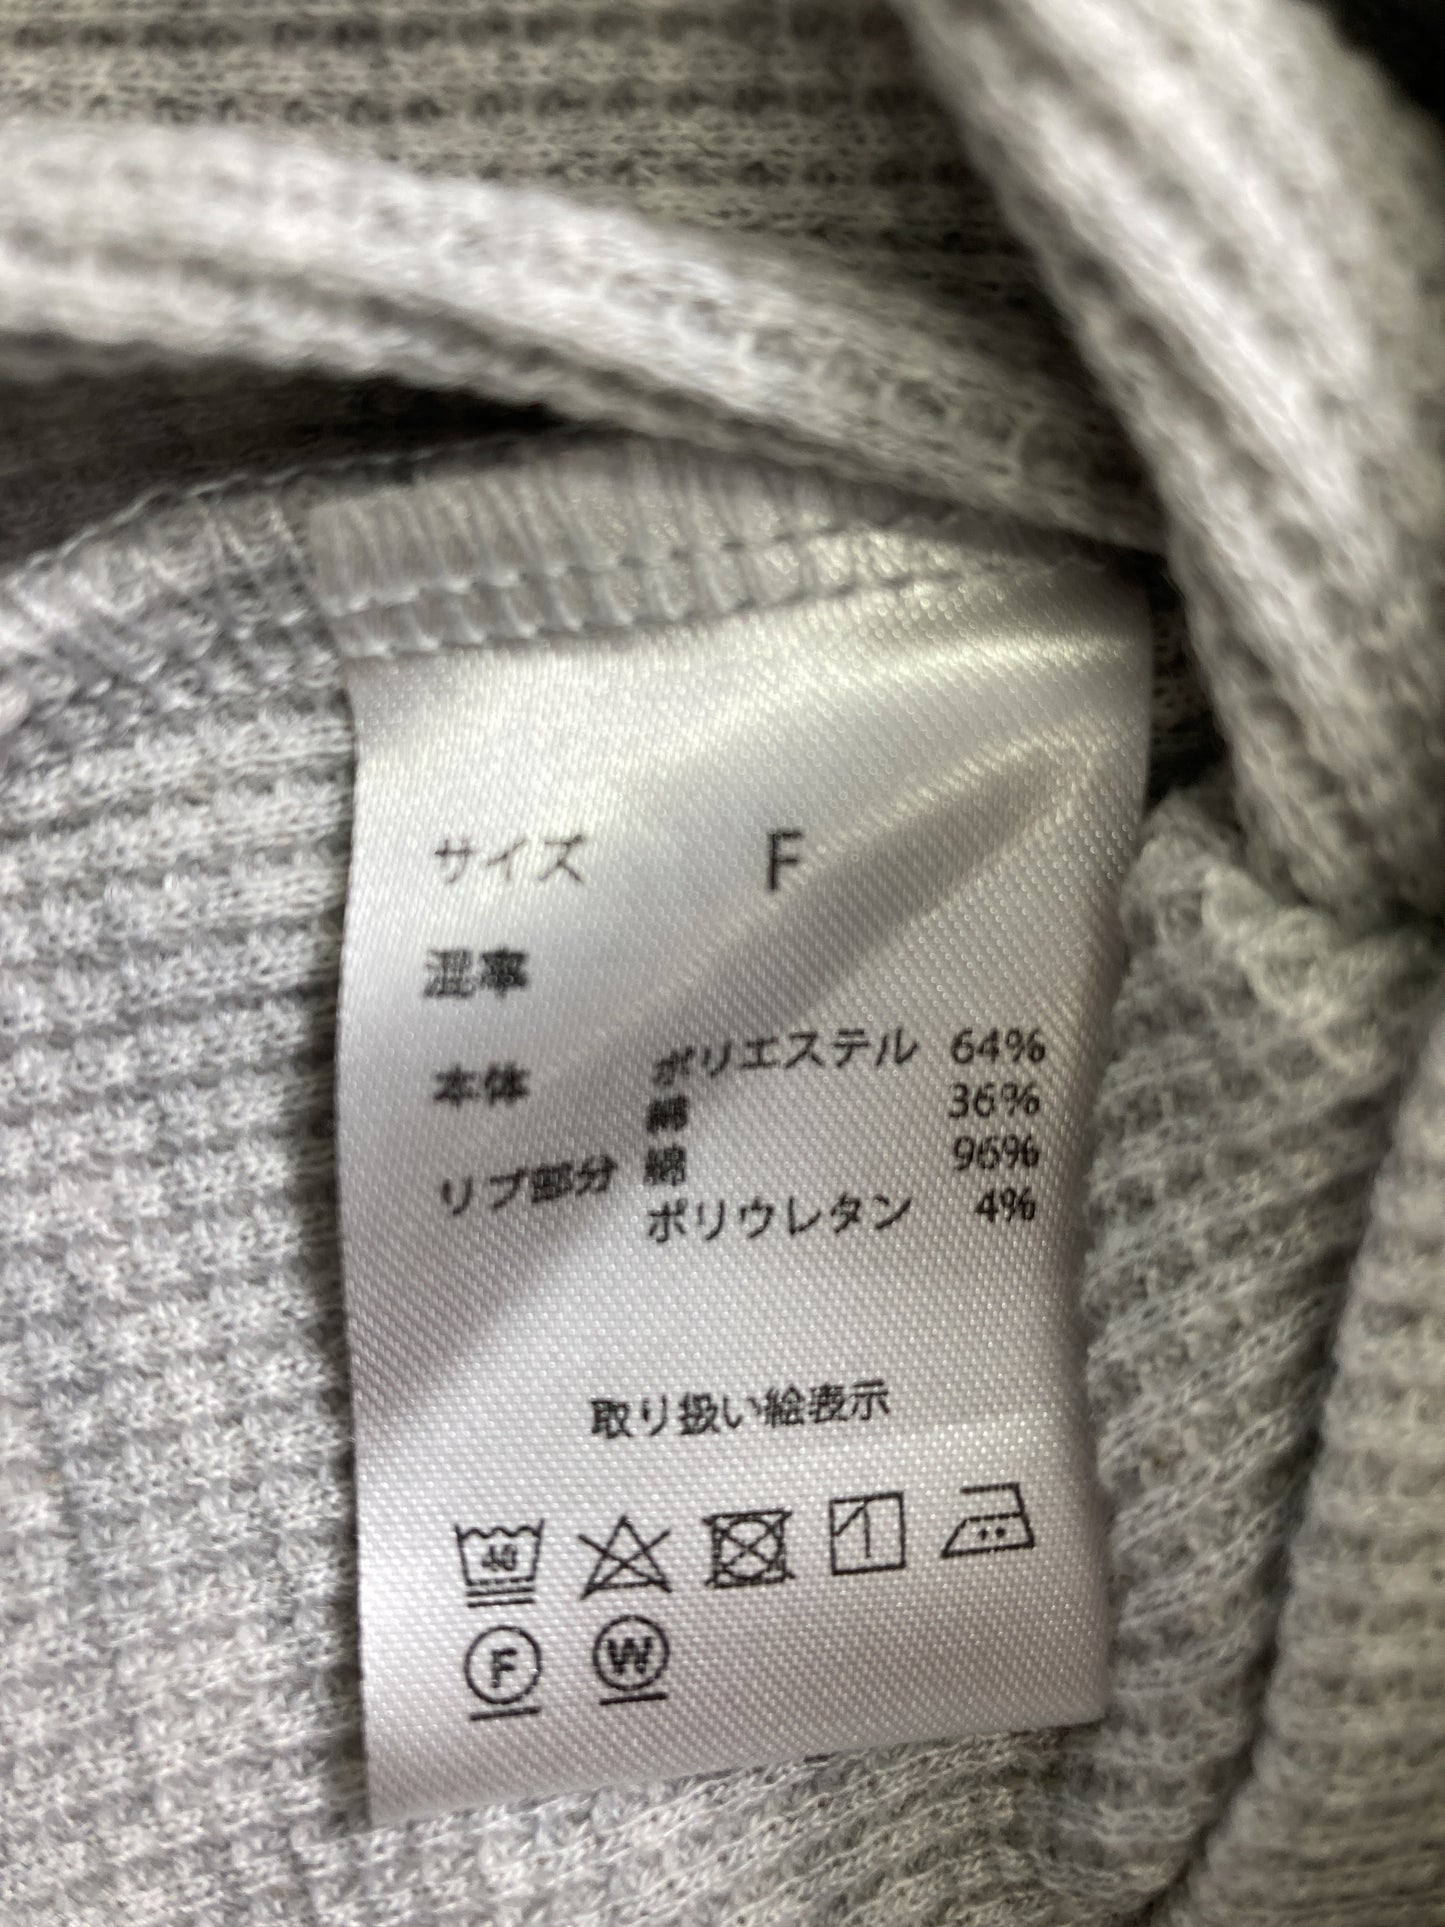 サイズ F
混率
本体 ポリエステル 64%
綿 36%
リブ部分 綿 96%
ポリウレタン 4%
取り扱い絵表示
40
F W